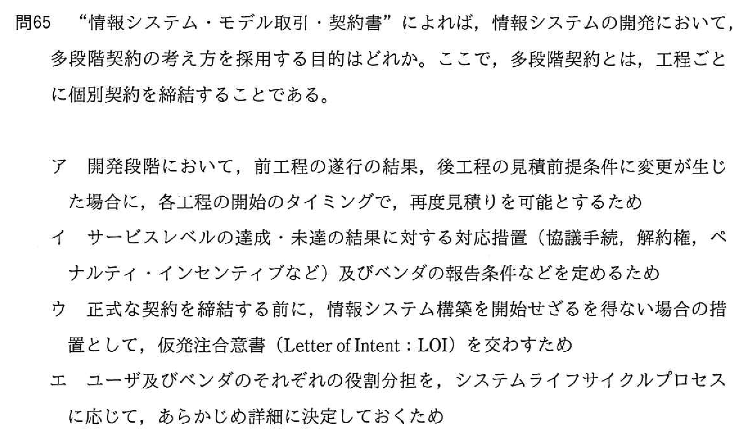 問65 “情報システム・モデル取引・契約書”によれば，情報システムの開発において，
多段階契約の考え方を採用する目的はどれか。ここで，多段階契約とは，工程ごと
に個別契約を締結することである。
ア 開発段階において，前工程の遂行の結果，後工程の見積前提条件に変更が生じ
た場合に，各工程の開始のタイミングで，再度見積りを可能とするため
イ サービスレベルの達成・未達の結果に対する対応措置（協議手続，解約権，ペ
ナルティ・インセンティブなど）及びベンダの報告条件などを定めるため
ウ 正式な契約を締結する前に，情報システム構築を開始せざるを得ない場合の措
置として，仮発注合意書（Letter of Intent：LOI）を交わすため
エ ユーザ及びベンダのそれぞれの役割分担を，システムライフサイクルプロセス
に応じて，あらかじめ詳細に決定しておくため